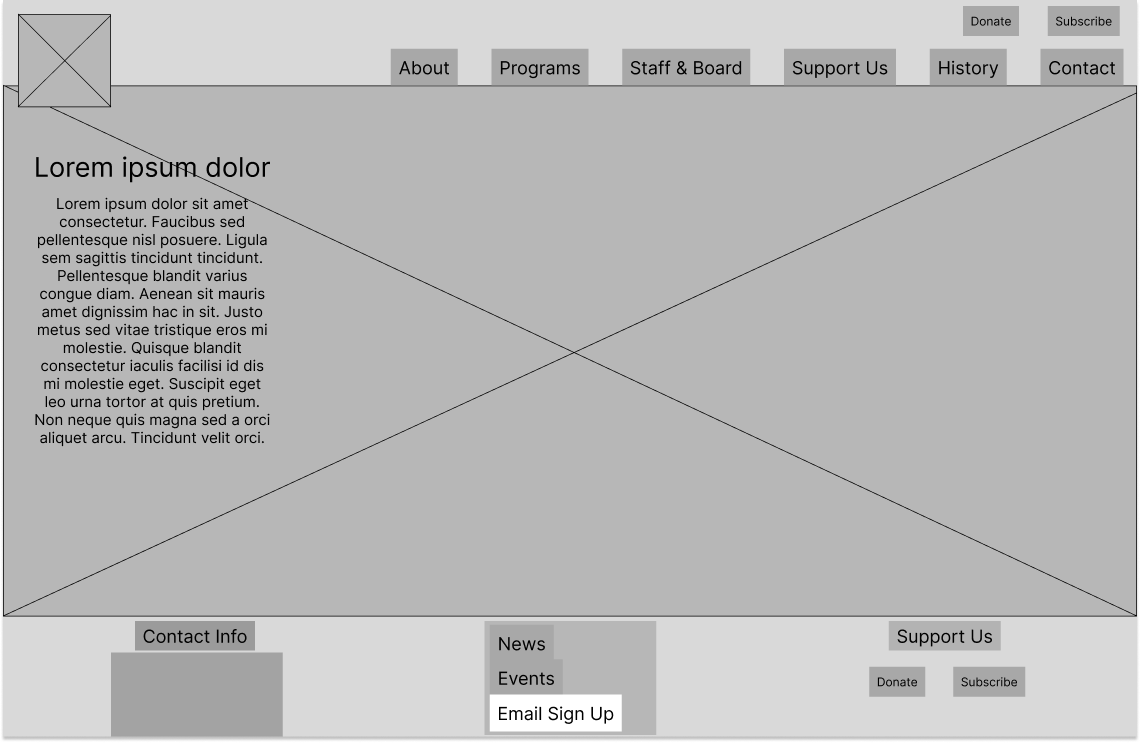 Donate
Subscribe
About
Programs
Staff & Board
Support Us
History
Contact
Lorem ipsum dolor
Lorem ipsum dolor sit amet
consectetur. Faucibus sed
pellentesque nisl posuere. Ligula
sem sagittis tincidunt tincidunt.
Pellentesque blandit varius
congue diam. Aenean sit mauris
amet dignissim hac in sit. Justo
metus sed vitae tristique eros mi
molestie. Quisque blandit
consectetur iaculis facilisi id dis
mi molestie eget. Suscipit eget
leo urna tortor at quis pretium.
Non neque quis magna sed a orci
aliquet arcu. Tincidunt velit orci.
Contact Info
News
Events
Email Sign Up
Support Us
Donate
Subscribe